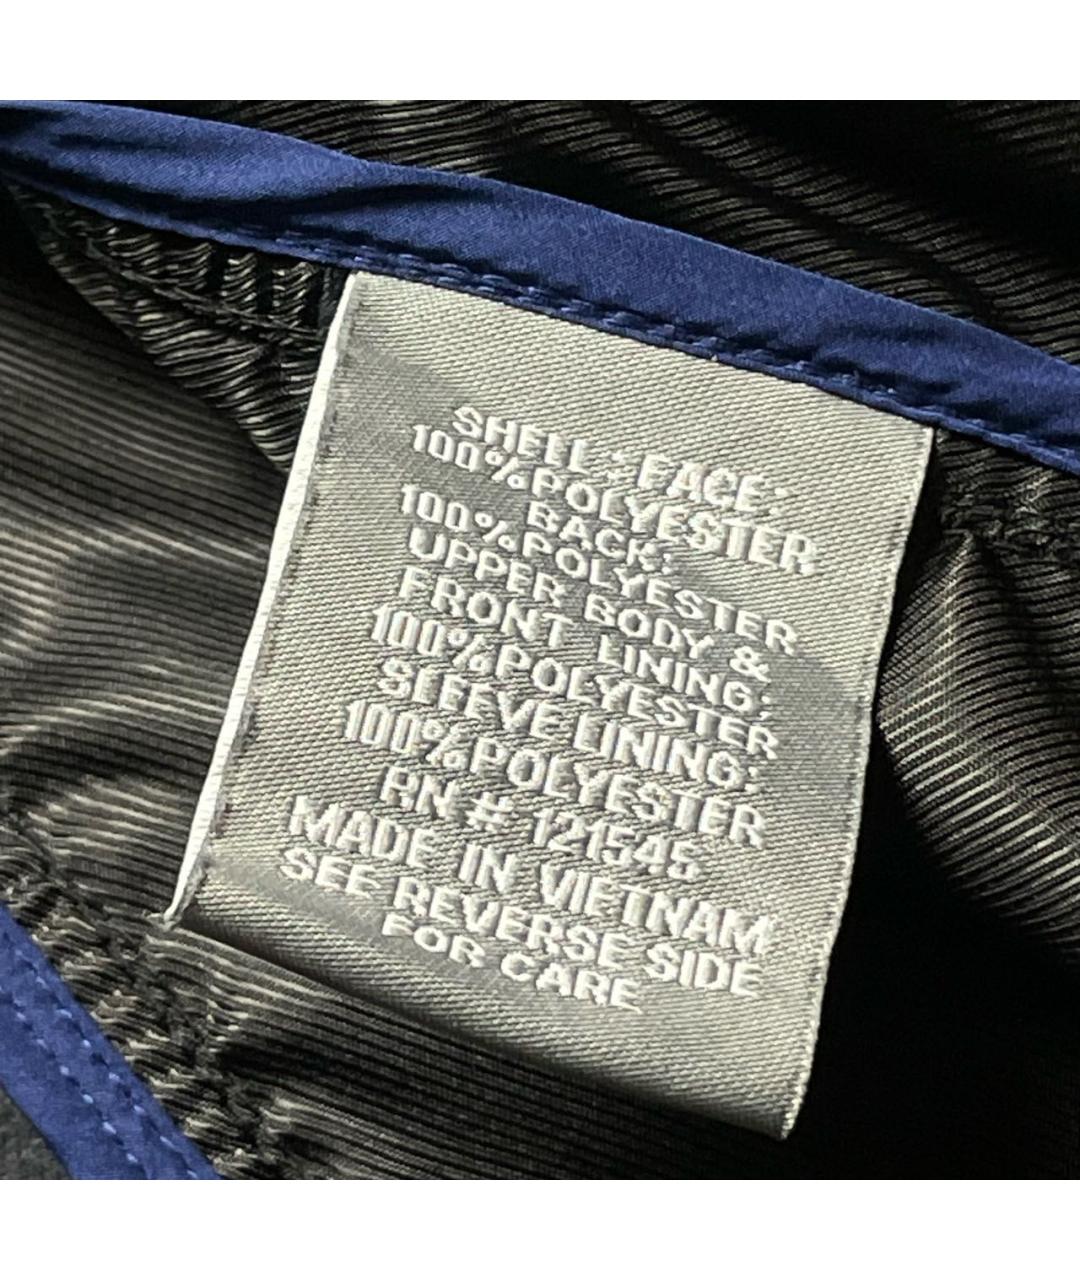 SHELL : FACE:
100%POLYESTER
BACK:
100%POLYESTER
UPPER BODY &
FRONT LINING:
100%POLYESTER
SLEEVE LINING:
100%POLYESTER
RN # 121545
MADE IN VIETNAM
SEE REVERSE SIDE
FOR CARE